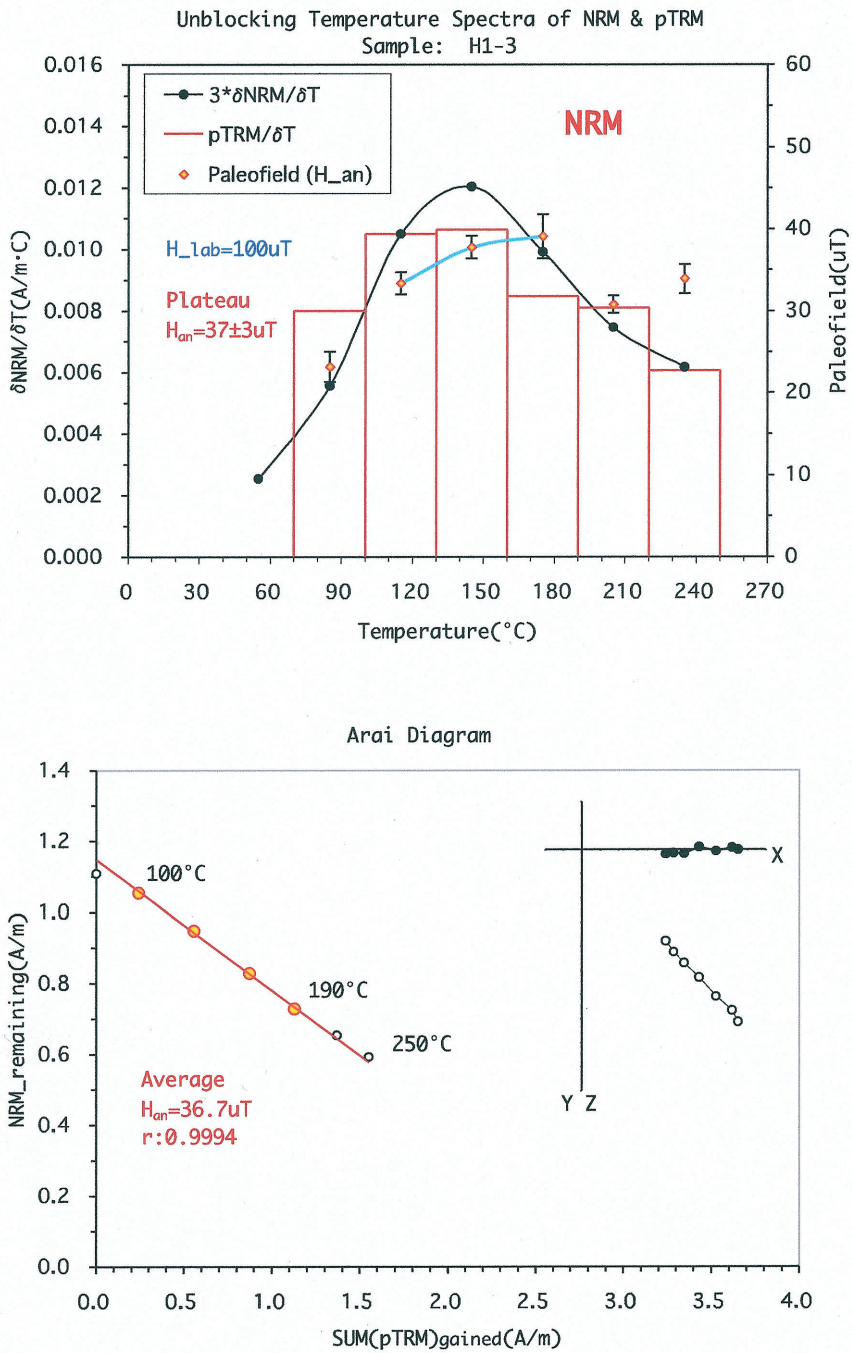 Unblocking Temperature Spectra of NRM & pTRM
Sample: H1-3
3*δNRM/δT
pTRM/δT
Paleofield (H_an)
NRM
H_lab=100uT
Plateau
Han=37±3uT
δNRM/δT(A/m·C)
0.016
0.014
0.012
0.010
0.008
0.006
0.004
0.002
0.000
60
50
40
30
20
10
0
Paleofield(uT)
0 30 60 90 120 150 180 210 240 270
Temperature(°C)
Arai Diagram
NRM_remaining(A/m)
1.4
1.2
1.0
0.8
0.6
0.4
0.2
0.0
100°C
190°C
250°C
Average
Han=36.7uT
r:0.9994
X
Y Z
0.0 0.5 1.0 1.5 2.0 2.5 3.0 3.5 4.0
SUM(pTRM)gained(A/m)